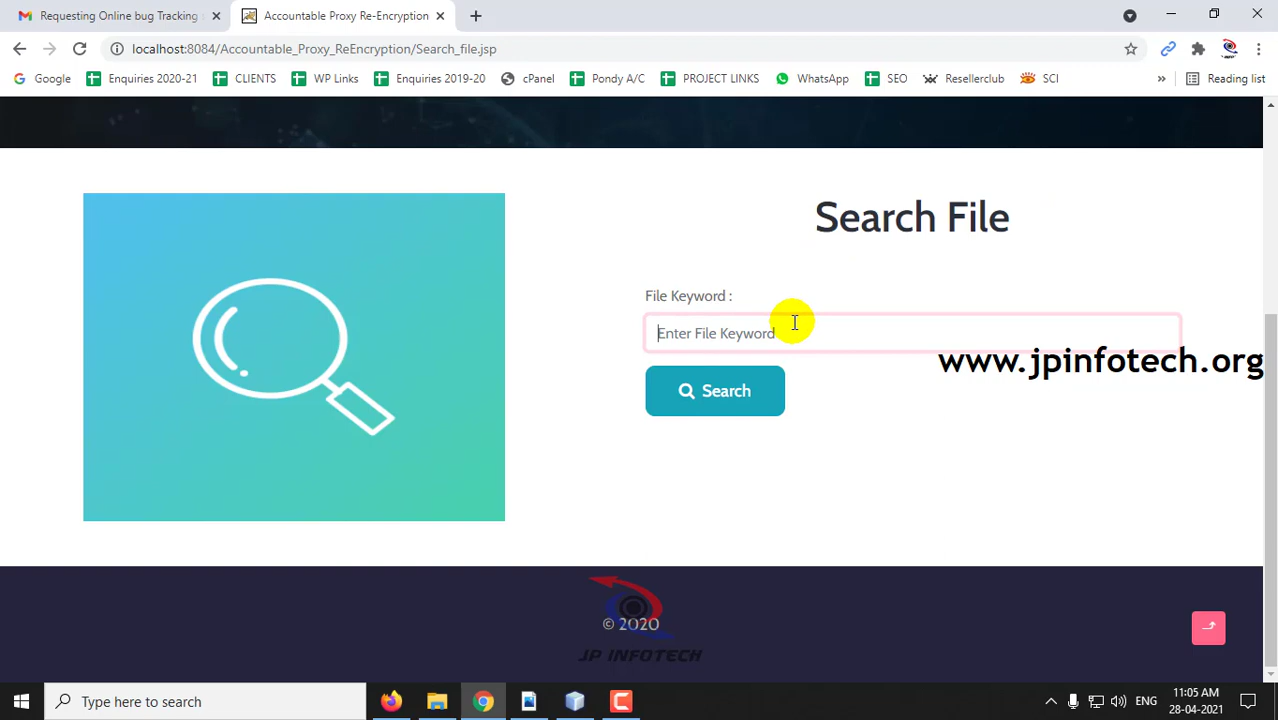 Requesting Online bug Tracking
Accountable Proxy Re-Encryption
localhost:8084/Accountable_Proxy_ReEncryption/Search_file.jsp
Google Enquiries 2020-21 CLIENTS WP Links Enquiries 2019-20 cPanel Pondy A/C PROJECT LINKS WhatsApp SEO Resellerclub SCI » Reading list
Search File
File Keyword :
Enter File Keyword
www.jpinfotech.org
Search
© 2020
JP INFOTECH
Type here to search
ENG
11:05 AM
28-04-2021